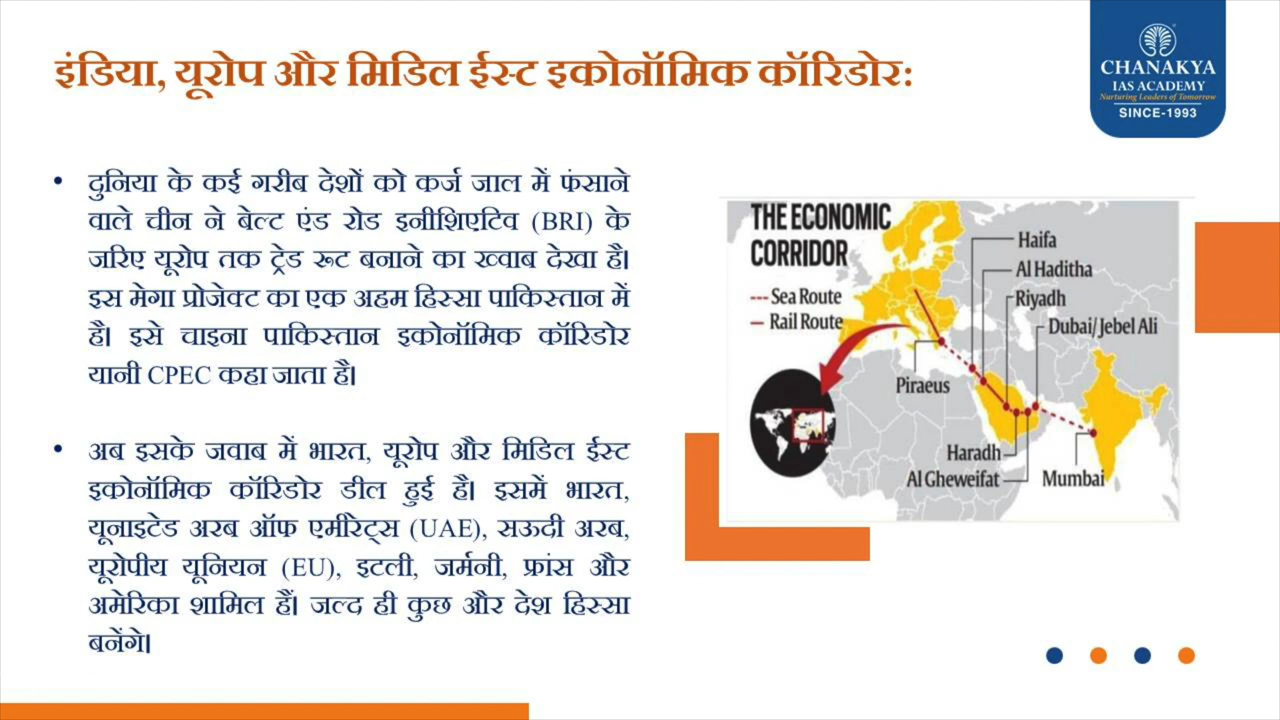 इंडिया, यूरोप और मिडिल ईस्ट इकोनॉमिक कॉरिडोर:
CHANAKYA
IAS ACADEMY
Nurturing Leaders of Tomorrow
SINCE-1993
• दुनिया के कई गरीब देशों को कर्ज जाल में फंसाने
वाले चीन ने बेल्ट एंड रोड इनीशिएटिव (BRI) के
जरिए यूरोप तक ट्रेड रूट बनाने का ख्वाब देखा है।
इस मेगा प्रोजेक्ट का एक अहम हिस्सा पाकिस्तान में
है। इसे चाइना पाकिस्तान इकोनॉमिक कॉरिडोर
यानी CPEC कहा जाता है।
• अब इसके जवाब में भारत, यूरोप और मिडिल ईस्ट
इकोनॉमिक कॉरिडोर डील हुई है। इसमें भारत,
यूनाइटेड अरब ऑफ एमीरेट्स (UAE), सऊदी अरब,
यूरोपीय यूनियन (EU), इटली, जर्मनी, फ्रांस और
अमेरिका शामिल हैं। जल्द ही कुछ और देश हिस्सा
बनेंगे।
THE ECONOMIC
CORRIDOR
Sea Route
Rail Route
Haifa
Al Haditha
Riyadh
Dubai/Jebel Ali
Piraeus
Haradh
Al Gheweifat
Mumbai